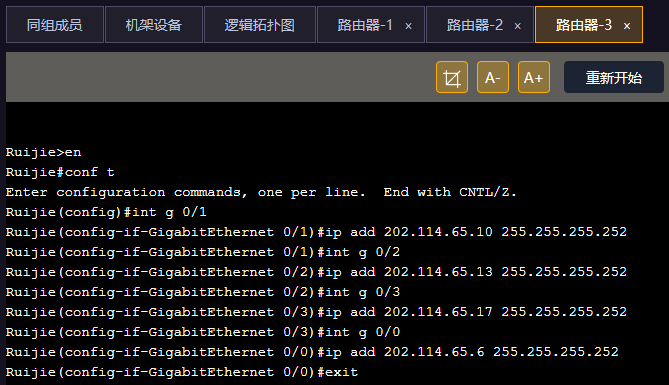 同组成员 机架设备 逻辑拓扑图 路由器-1 × 路由器-2 × 路由器-3 ×
A- A+ 重新开始
Ruijie>en
Ruijie#conf t
Enter configuration commands, one per line.  End with CNTL/Z.
Ruijie(config)#int g 0/1
Ruijie(config-if-GigabitEthernet 0/1)#ip add 202.114.65.10 255.255.255.252
Ruijie(config-if-GigabitEthernet 0/1)#int g 0/2
Ruijie(config-if-GigabitEthernet 0/2)#ip add 202.114.65.13 255.255.255.252
Ruijie(config-if-GigabitEthernet 0/2)#int g 0/3
Ruijie(config-if-GigabitEthernet 0/3)#ip add 202.114.65.17 255.255.255.252
Ruijie(config-if-GigabitEthernet 0/3)#int g 0/0
Ruijie(config-if-GigabitEthernet 0/0)#ip add 202.114.65.6 255.255.255.252
Ruijie(config-if-GigabitEthernet 0/0)#exit